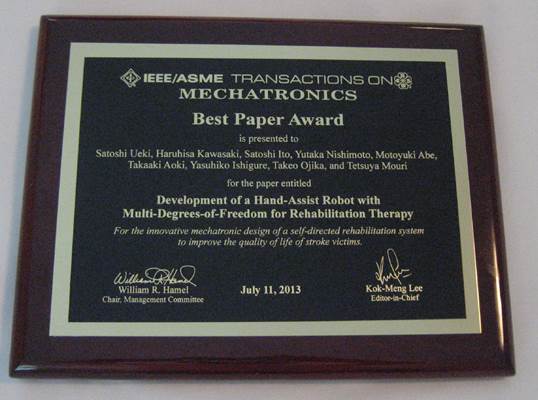 IEEE/ASME TRANSACTIONS ON
MECHATRONICS
Best Paper Award
is presented to
Satoshi Ueki, Haruhisa Kawasaki, Satoshi Ito, Yutaka Nishimoto, Motoyuki Abe,
Takaaki Aoki, Yasuhiko Ishigure, Takeo Ojika, and Tetsuya Mouri
for the paper entitled
Development of a Hand-Assist Robot with
Multi-Degrees-of-Freedom for Rehabilitation Therapy
For the innovative mechatronic design of a self-directed rehabilitation system
to improve the quality of life of stroke victims.
William R. Hamel
William R. Hamel
Chair, Management Committee
July 11, 2013
Kok-Meng Lee
Editor-in-Chief